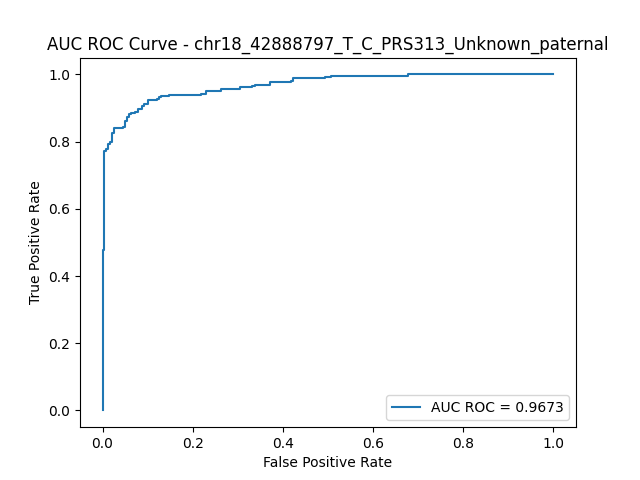 AUC ROC Curve - chr18_42888797_T_C_PRS313_Unknown_paternal
1.0
0.8
0.6
0.4
0.2
0.0
True Positive Rate
AUC ROC = 0.9673
0.0 0.2 0.4 0.6 0.8 1.0
False Positive Rate